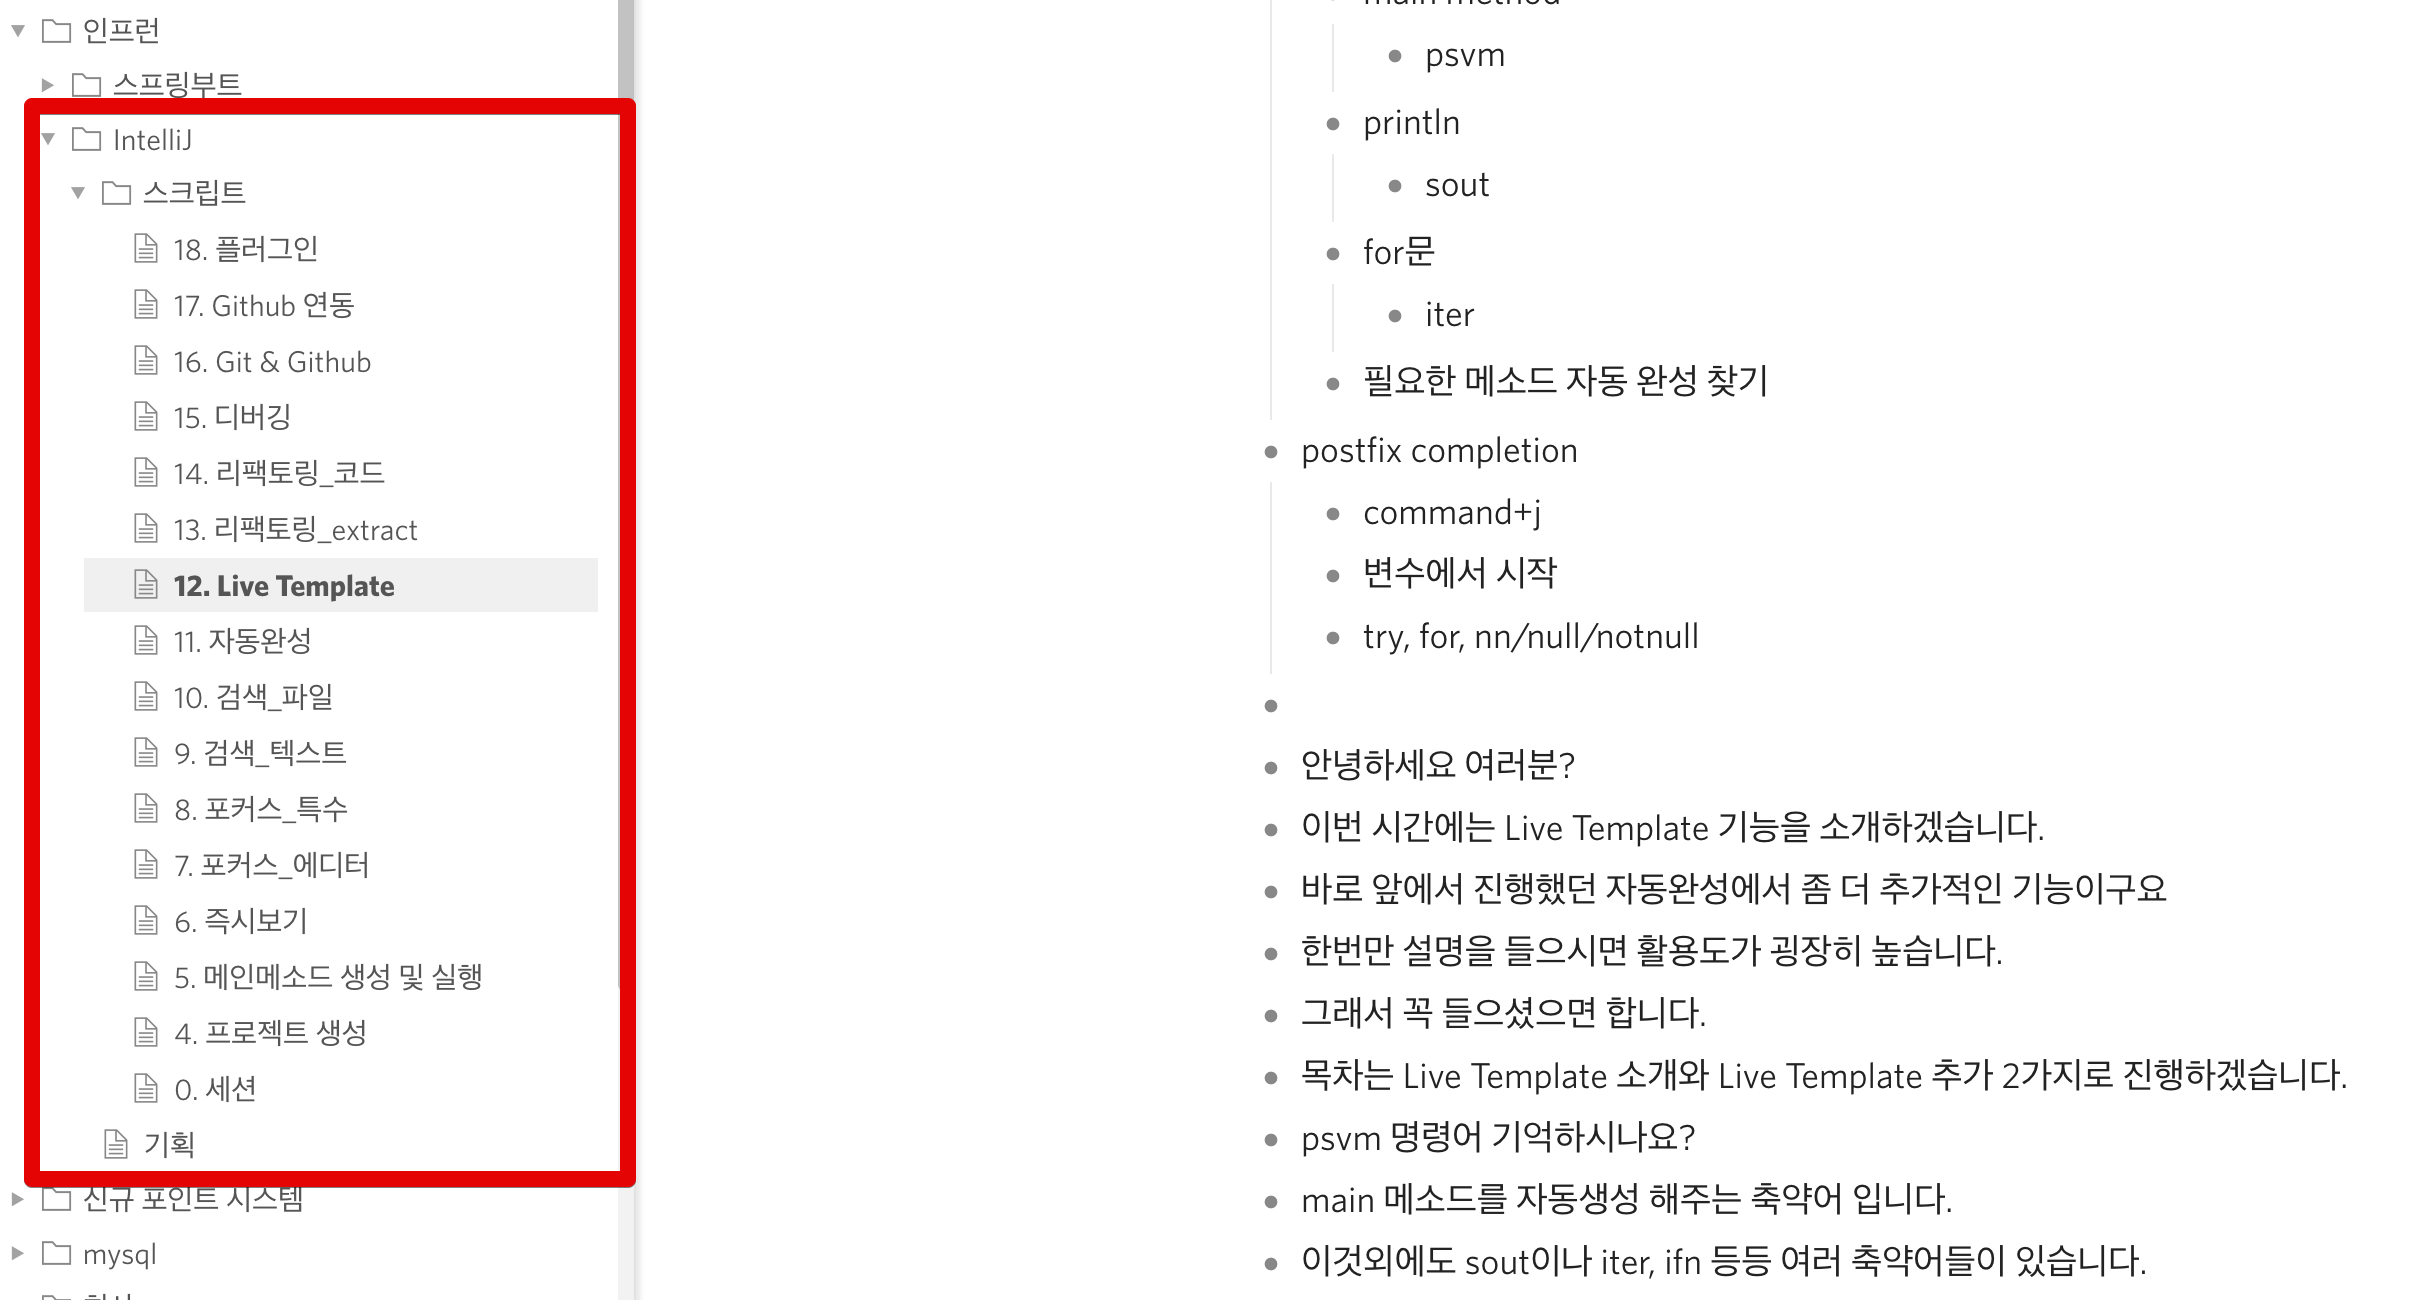 인프런
스프링부트
IntelliJ
스크립트
18. 플러그인
17. Github 연동
16. Git & Github
15. 디버깅
14. 리팩토링_코드
13. 리팩토링_extract
12. Live Template
11. 자동완성
10. 검색_파일
9. 검색_텍스트
8. 포커스_특수
7. 포커스_에디터
6. 즉시보기
5. 메인메소드 생성 및 실행
4. 프로젝트 생성
0. 세션
기획
신규 포인트 시스템
mysql
main method
psvm
println
sout
for문
iter
필요한 메소드 자동 완성 찾기
postfix completion
command+j
변수에서 시작
try, for, nn/null/notnull
안녕하세요 여러분?
이번 시간에는 Live Template 기능을 소개하겠습니다.
바로 앞에서 진행했던 자동완성에서 좀 더 추가적인 기능이구요
한번만 설명을 들으시면 활용도가 굉장히 높습니다.
그래서 꼭 들으셨으면 합니다.
목차는 Live Template 소개와 Live Template 추가 2가지로 진행하겠습니다.
psvm 명령어 기억하시나요?
main 메소드를 자동생성 해주는 축약어 입니다.
이것외에도 sout이나 iter, ifn 등등 여러 축약어들이 있습니다.